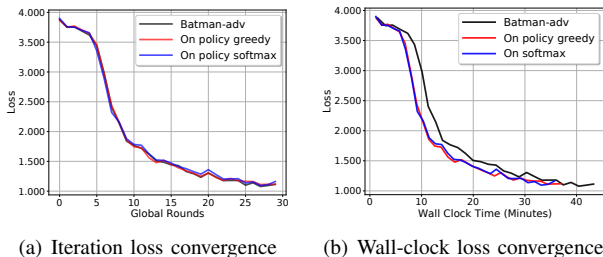 4.000
3.500
3.000
2.500
2.000
1.500
1.000
Loss
Batman-adv
On policy greedy
On policy softmax
0 5 10 15 20 25 30
Global Rounds
(a) Iteration loss convergence
4.000
3.500
3.000
2.500
2.000
1.500
1.000
Loss
Batman-adv
On policy greedy
On softmax
0 10 20 30 40
Wall Clock Time (Minutes)
(b) Wall-clock loss convergence